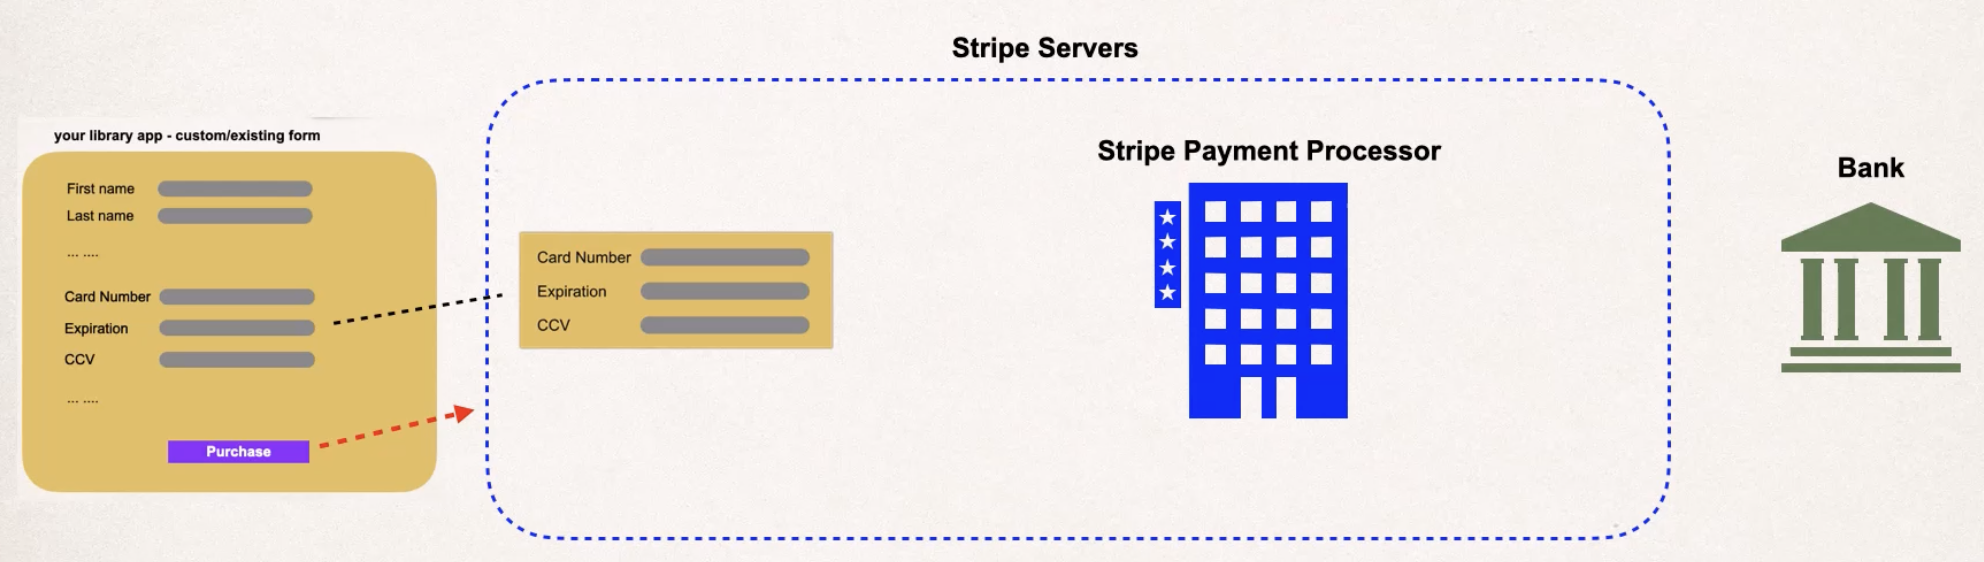 Stripe Servers
your library app - custom/existing form
First name
Last name
... ....
Card Number
Expiration
CCV
... ....
Purchase
Card Number
Expiration
CCV
Stripe Payment Processor
Bank